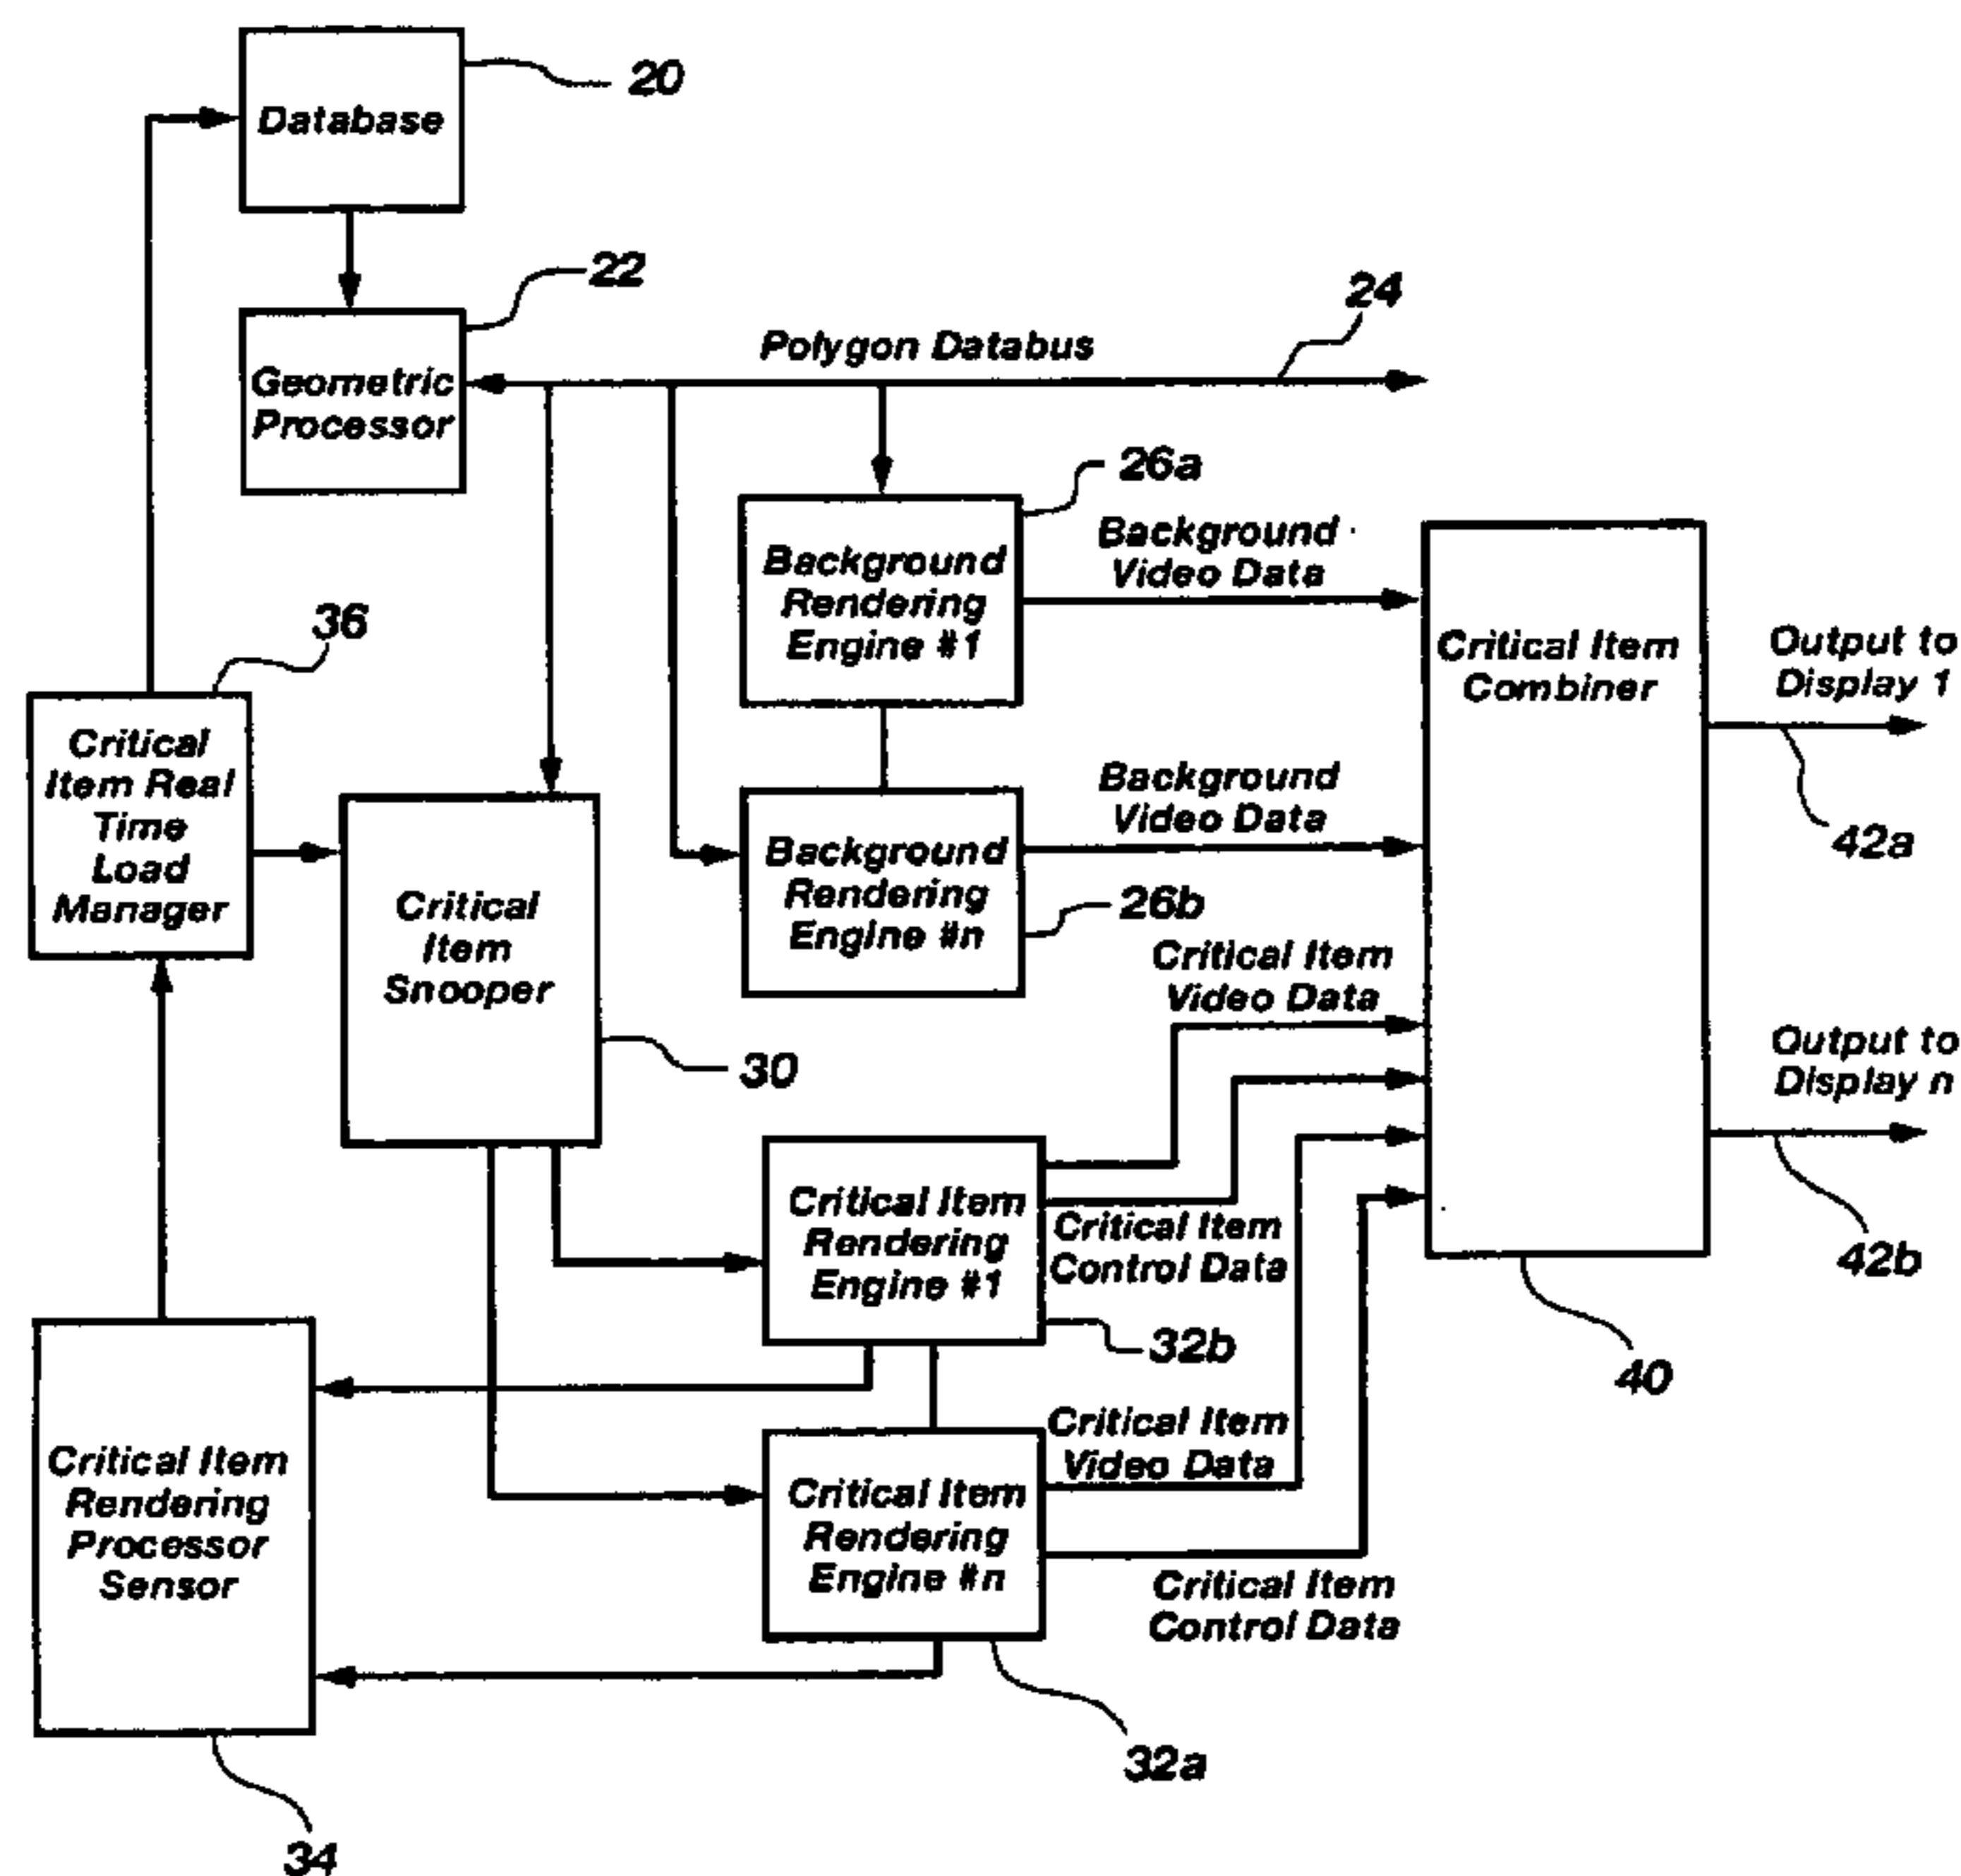 Database
20
22
Geometric
Processor
Polygon Databus
24
26a
Background
Rendering
Engine #1
Background
Video Data
Critical Item
Combiner
Output to
Display 1
42a
36
Critical
Item Real
Time
Load
Manager
Critical
Item
Snooper
30
Background
Rendering
Engine #n
26b
Background
Video Data
Critical Item
Video Data
Output to
Display n
42b
Critical Item
Rendering
Engine #1
Critical Item
Control Data
32b
40
Critical Item
Rendering
Processor
Sensor
34
Critical Item
Rendering
Engine #n
Critical Item
Video Data
Critical Item
Control Data
32a